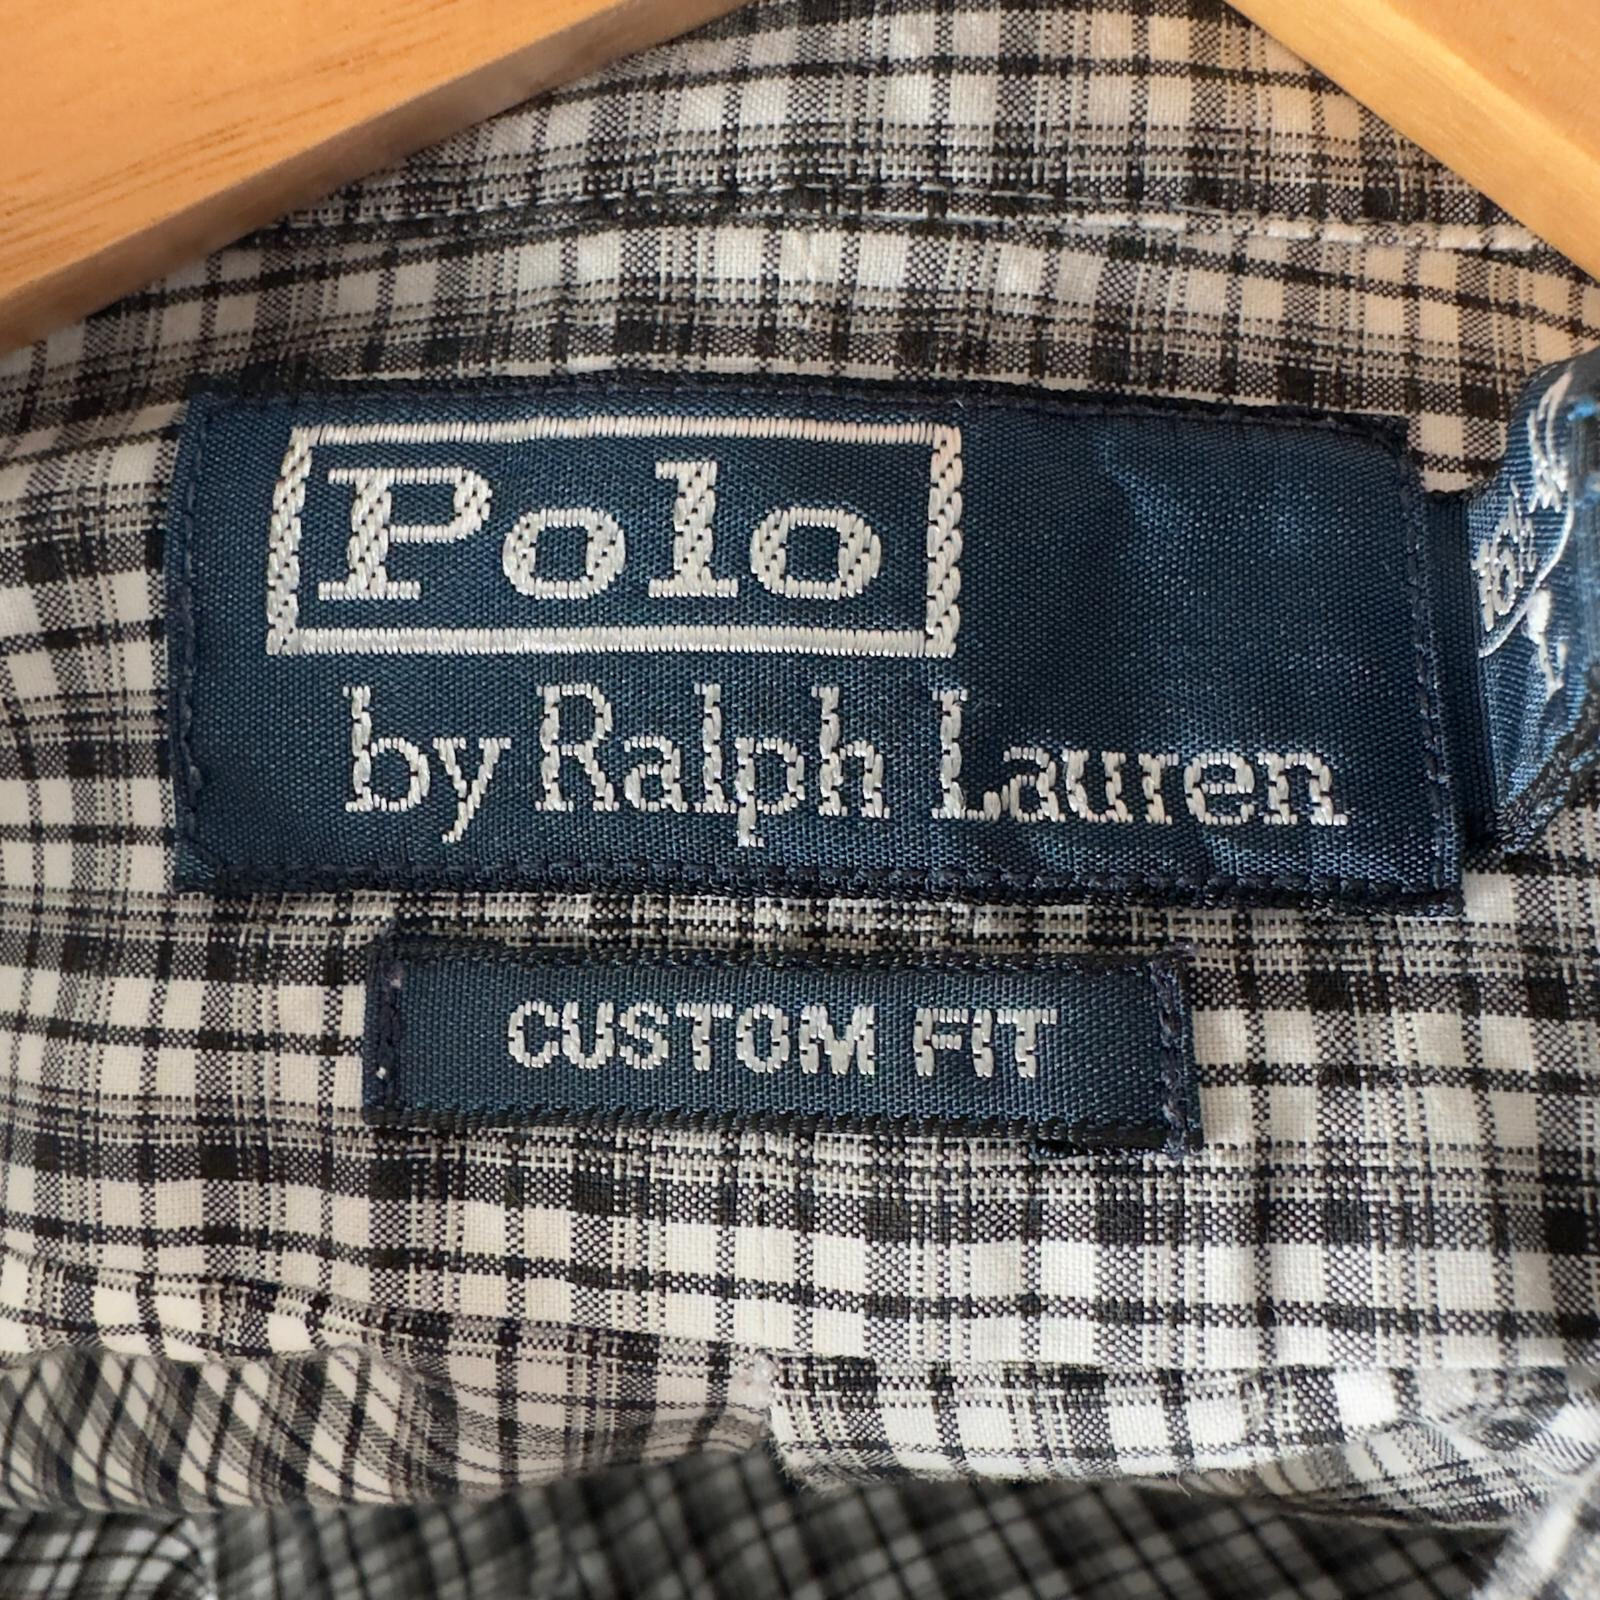 Polo
by Ralph Lauren
CUSTOM FIT